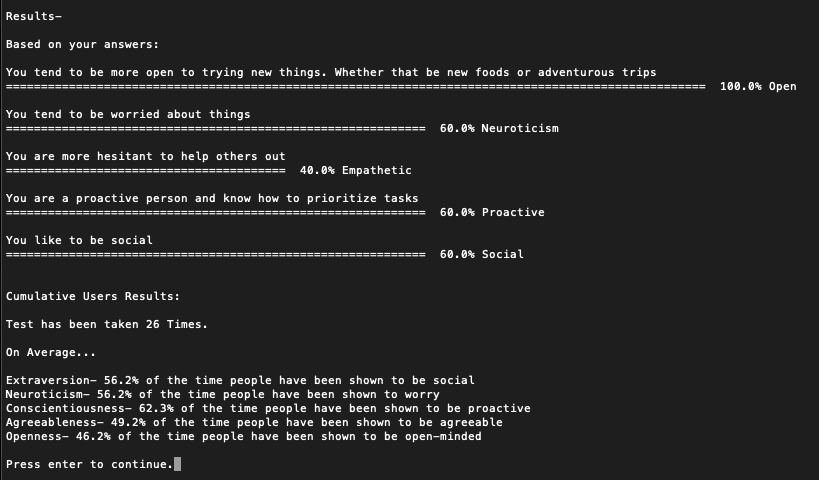 Results-
Based on your answers:
You tend to be more open to trying new things. Whether that be new foods or adventurous trips
==================================================================================================== 100.0% Open
You tend to be worried about things
============================================================ 60.0% Neuroticism
You are more hesitant to help others out
======================================== 40.0% Empathetic
You are a proactive person and know how to prioritize tasks
============================================================ 60.0% Proactive
You like to be social
============================================================ 60.0% Social
Cumulative Users Results:
Test has been taken 26 Times.
On Average...
Extraversion- 56.2% of the time people have been shown to be social
Neuroticism- 56.2% of the time people have been shown to worry
Conscientiousness- 62.3% of the time people have been shown to be proactive
Agreeableness- 49.2% of the time people have been shown to be agreeable
Openness- 46.2% of the time people have been shown to be open-minded
Press enter to continue.